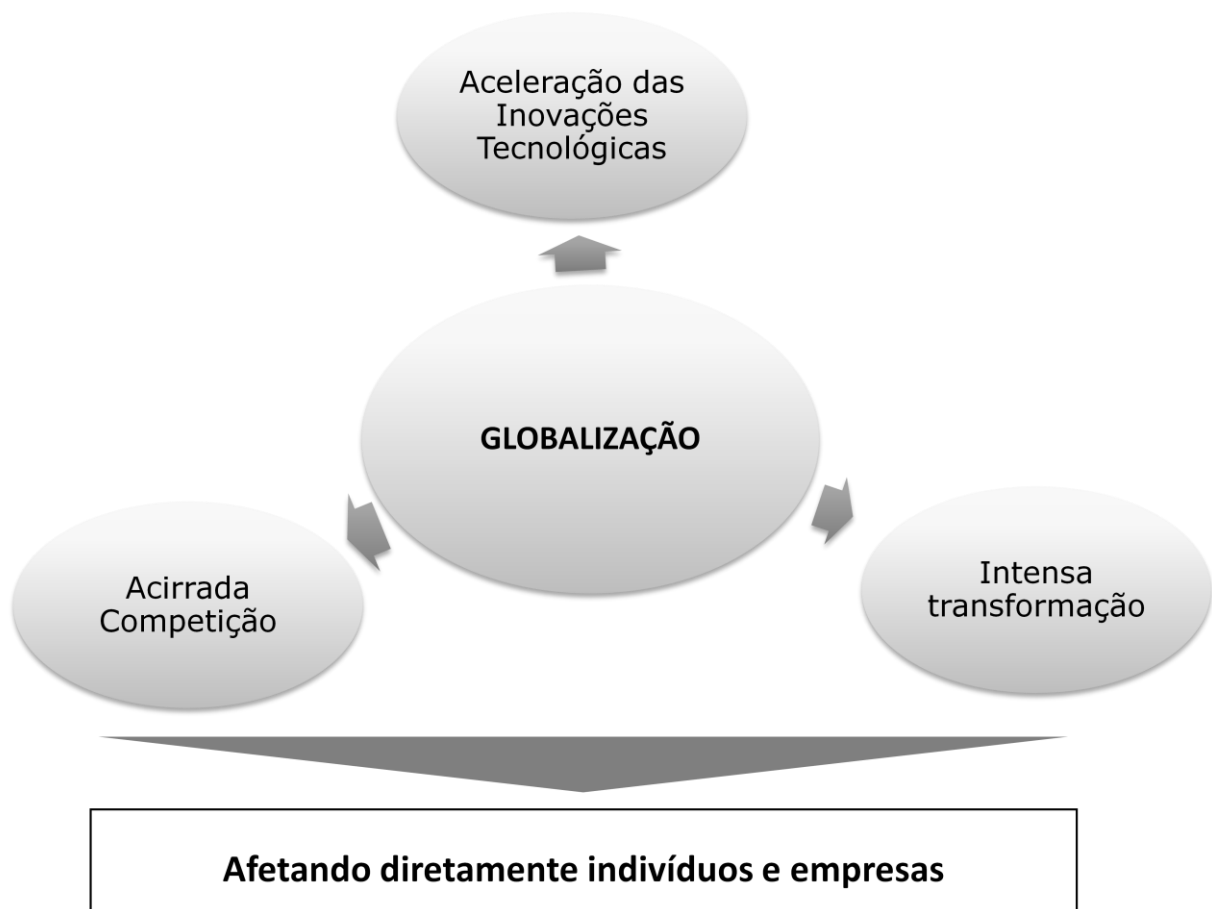 Aceleração das
Inovações
Tecnológicas
GLOBALIZAÇÃO
Acirrada
Competição
Intensa
transformação
Afetando diretamente indivíduos e empresas